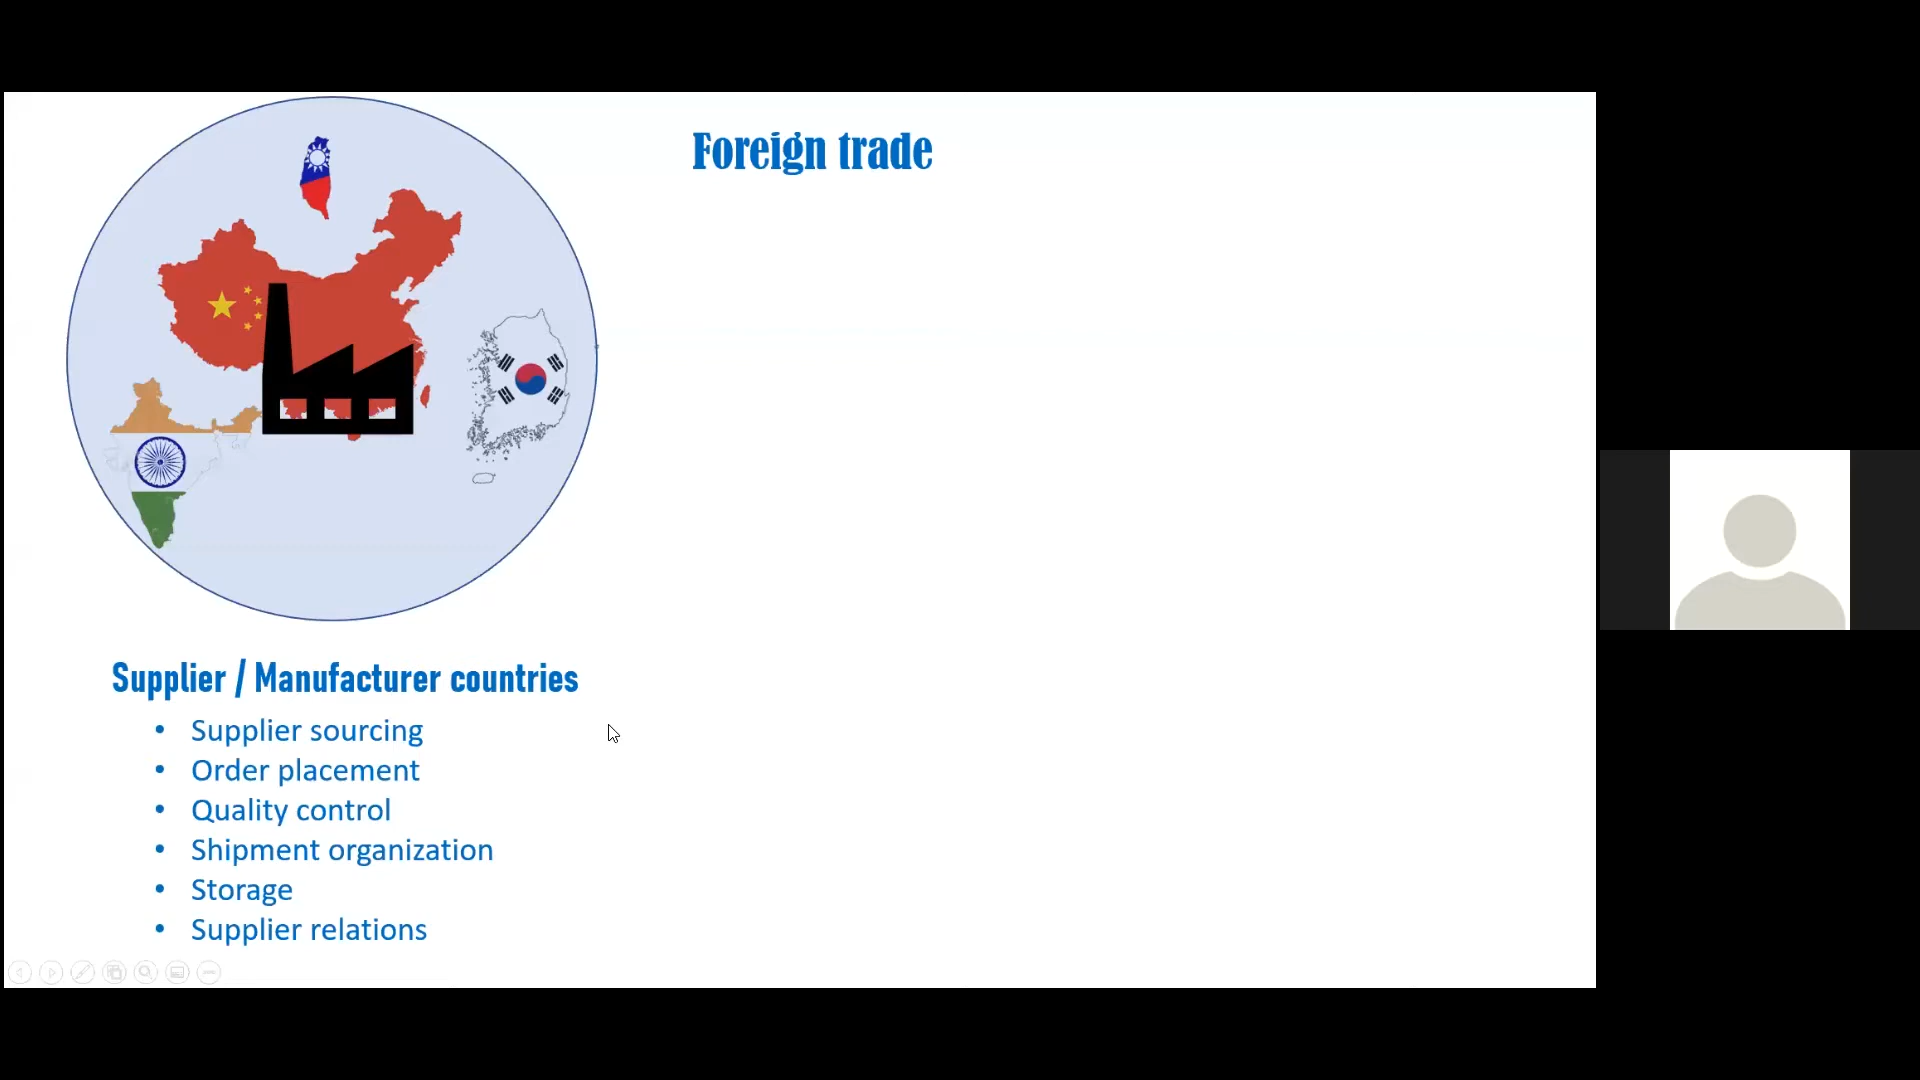 Foreign trade
Supplier / Manufacturer countries
• Supplier sourcing
• Order placement
• Quality control
• Shipment organization
• Storage
• Supplier relations